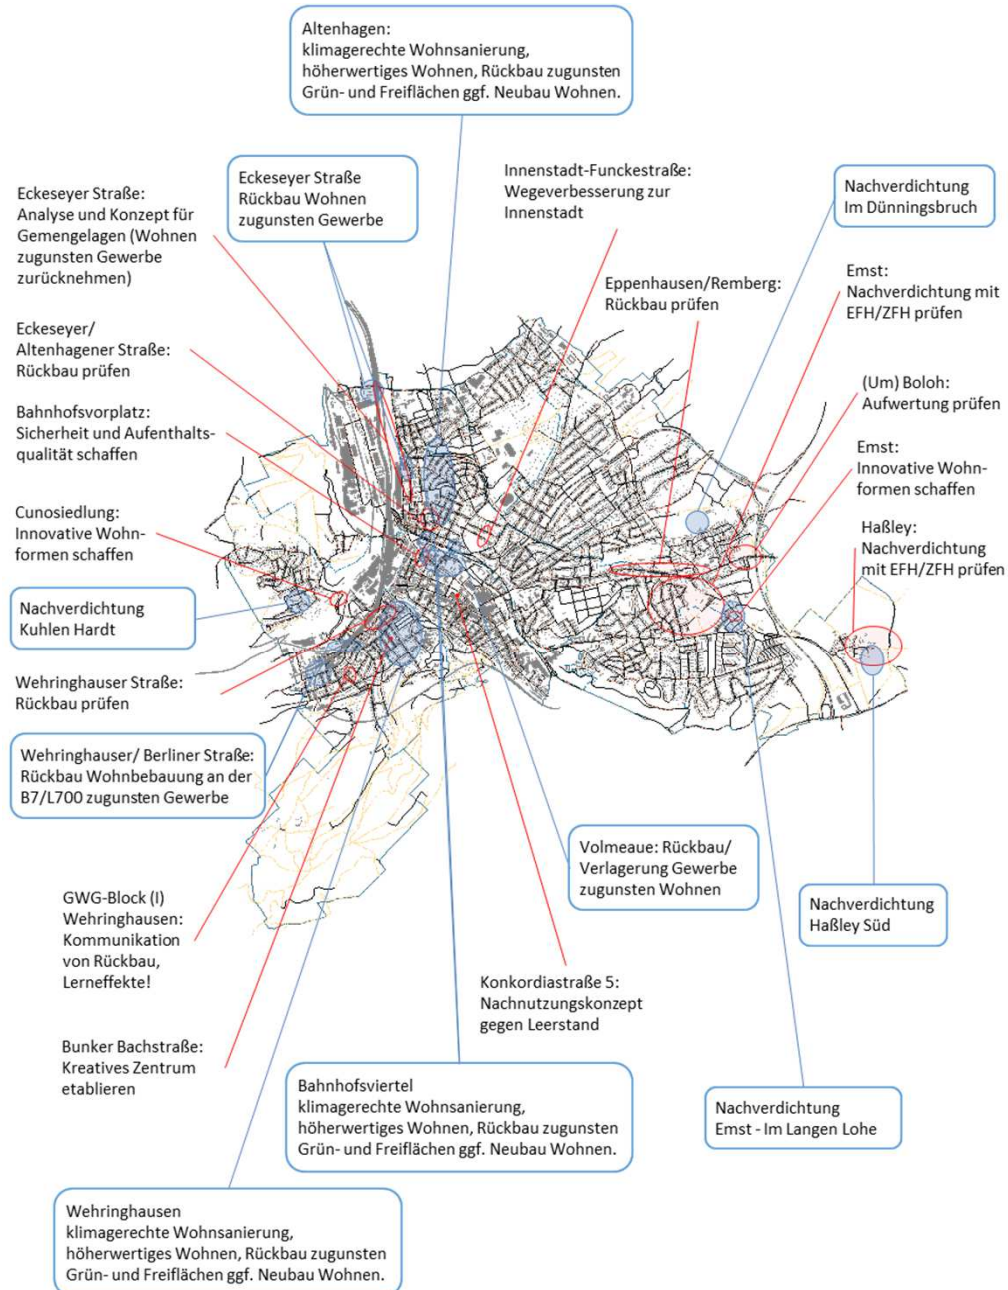 Altenhagen:
klimagerechte Wohnsanierung,
höherwertiges Wohnen, Rückbau zugunsten
Grün- und Freiflächen ggf. Neubau Wohnen.
Eckeseyer Straße:
Analyse und Konzept für
Gemengelagen (Wohnen
zugunsten Gewerbe
zurücknehmen)
Eckeseyer Straße
Rückbau Wohnen
zugunsten Gewerbe
Innenstadt-Funckestraße:
Wegeverbesserung zur
Innenstadt
Nachverdichtung
Im Dünningsbruch
Eppenhausen/Remberg:
Rückbau prüfen
Emst:
Nachverdichtung mit
EFH/ZFH prüfen
Eckeseyer/
Altenhagener Straße:
Rückbau prüfen
(Um) Boloh:
Aufwertung prüfen
Bahnhofsvorplatz:
Sicherheit und Aufenthalts-
qualität schaffen
Emst:
Innovative Wohn-
formen schaffen
Cunosiedlung:
Innovative Wohn-
formen schaffen
Haßley:
Nachverdichtung
mit EFH/ZFH prüfen
Nachverdichtung
Kuhlen Hardt
Wehringhauser Straße:
Rückbau prüfen
Wehringhauser/ Berliner Straße:
Rückbau Wohnbebauung an der
B7/L700 zugunsten Gewerbe
Volmeaue: Rückbau/
Verlagerung Gewerbe
zugunsten Wohnen
GWG-Block (I)
Wehringhausen:
Kommunikation
von Rückbau,
Lerneffekte!
Nachverdichtung
Haßley Süd
Konkordiastraße 5:
Nachnutzungskonzept
gegen Leerstand
Bunker Bachstraße:
Kreatives Zentrum
etablieren
Bahnhofsviertel
klimagerechte Wohnsanierung,
höherwertiges Wohnen, Rückbau zugunsten
Grün- und Freiflächen ggf. Neubau Wohnen.
Nachverdichtung
Emst - Im Langen Lohe
Wehringhausen
klimagerechte Wohnsanierung,
höherwertiges Wohnen, Rückbau zugunsten
Grün- und Freiflächen ggf. Neubau Wohnen.